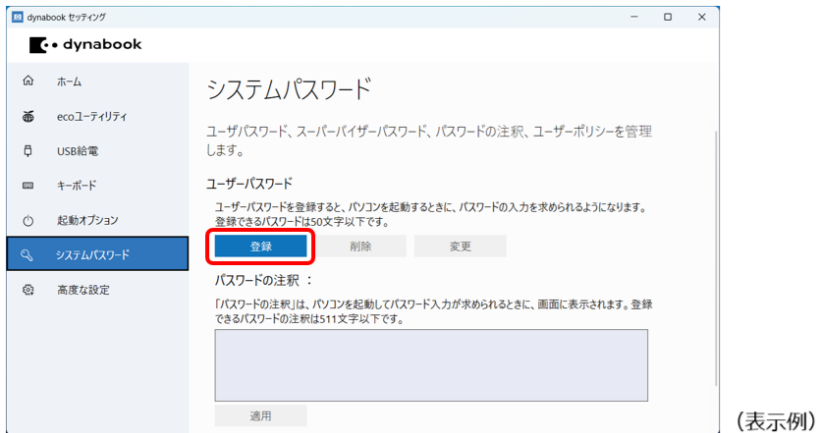 dynabook セッティング
dynabook
ホーム
ecoユーティリティ
USB給電
キーボード
起動オプション
システムパスワード
高度な設定
システムパスワード
ユーザパスワード、スーパーバイザーパスワード、パスワードの注釈、ユーザーポリシーを管理
します。
ユーザーパスワード
ユーザーパスワードを登録すると、パソコンを起動するときに、パスワードの入力を求められるようになります。
登録できるパスワードは50文字以下です。
登録 削除 変更
パスワードの注釈 :
「パスワードの注釈」は、パソコンを起動してパスワード入力が求められるときに、画面に表示されます。登録
できるパスワードの注釈は511文字以下です。
適用
(表示例)